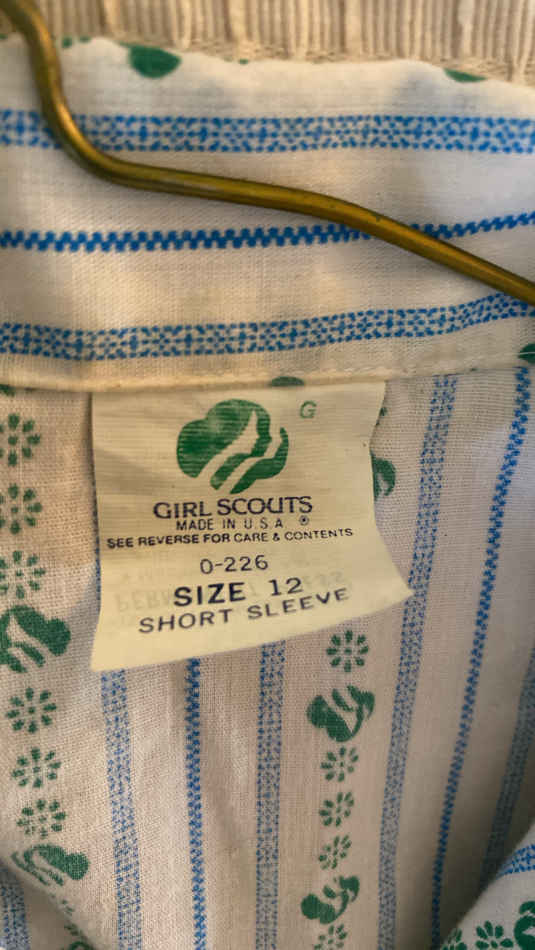 G
GIRL SCOUTS
MADE IN U.S.A ®
SEE REVERSE FOR CARE & CONTENTS
0-226
SIZE 12
SHORT SLEEVE